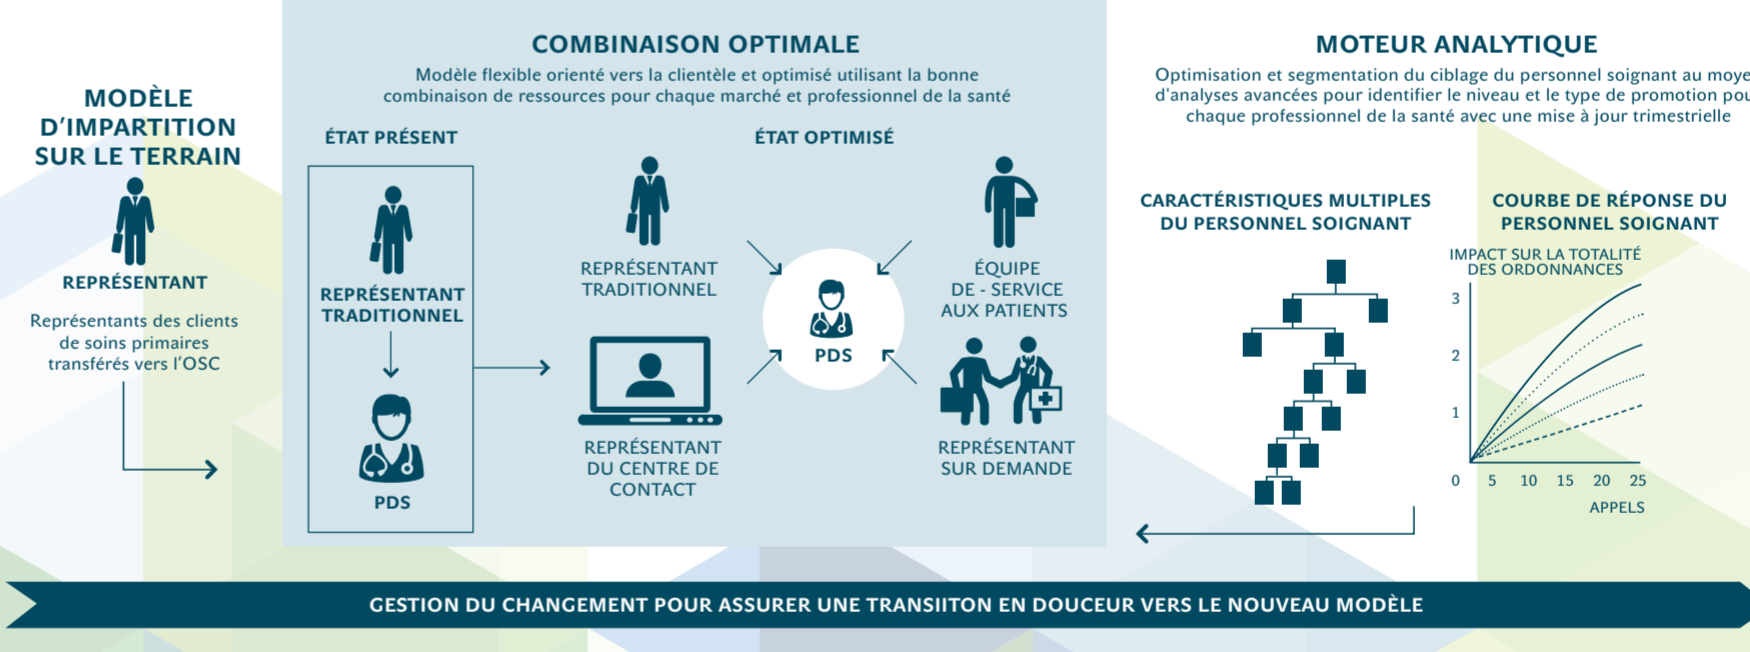 MODÈLE
D'IMPARTITION
SUR LE TERRAIN
REPRÉSENTANT
Représentants des clients
de soins primaires
transférés vers l'OSC
COMBINAISON OPTIMALE
Modèle flexible orienté vers la clientèle et optimisé utilisant la bonne
combinaison de ressources pour chaque marché et professionnel de la santé
ÉTAT PRÉSENT
REPRÉSENTANT
TRADITIONNEL
PDS
ÉTAT OPTIMISÉ
REPRÉSENTANT
TRADITIONNEL
ÉQUIPE
DE - SERVICE
AUX PATIENTS
PDS
REPRÉSENTANT
DU CENTRE DE
CONTACT
REPRÉSENTANT
SUR DEMANDE
MOTEUR ANALYTIQUE
Optimisation et segmentation du ciblage du personnel soignant au moye
d'analyses avancées pour identifier le niveau et le type de promotion pou
chaque professionnel de la santé avec une mise à jour trimestrielle
CARACTÉRISTIQUES MULTIPLES
DU PERSONNEL SOIGNANT
COURBE DE RÉPONSE DU
PERSONNEL SOIGNANT
IMPACT SUR LA TOTALITÉ
DES ORDONNANCES
3
2
1
0 5 10 15 20 25
APPELS
GESTION DU CHANGEMENT POUR ASSURER UNE TRANSIITON EN DOUCEUR VERS LE NOUVEAU MODÈLE